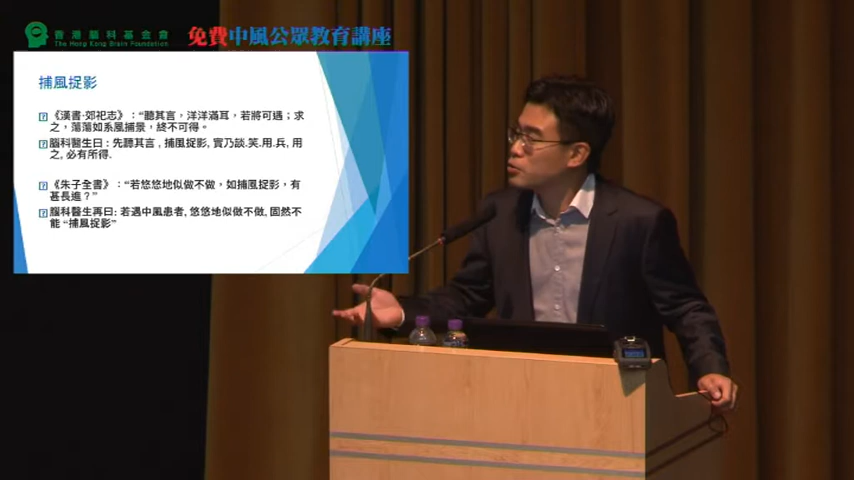 香港腦科基金會
The Hong Kong Brain Foundation
免費中風公眾教育講座
捕風捉影
《漢書·郊祀志》：“聽其言，洋洋滿耳，若將可遇；求
之，蕩蕩如系風捕景，終不可得。
腦科醫生曰：先聽其言，捕風捉影, 實乃談.笑.用.兵, 用
之, 必有所得.
《朱子全書》：“若悠悠地似做不做，如捕風捉影，有
甚長進？”
腦科醫生再曰: 若遇中風患者, 悠悠地似做不做, 固然不
能 “捕風捉影”